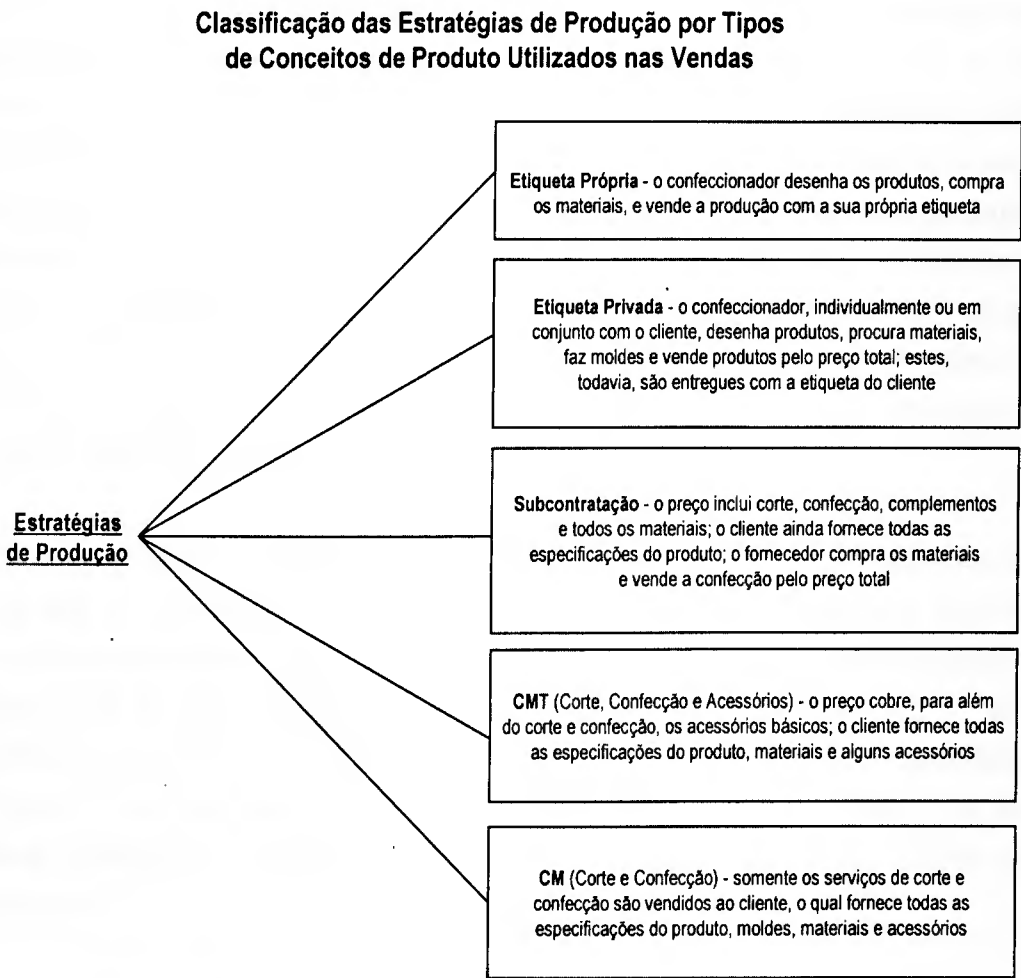 Classificação das Estratégias de Produção por Tipos
de Conceitos de Produto Utilizados nas Vendas
Etiqueta Própria - o confeccionador desenha os produtos, compra
os materiais, e vende a produção com a sua própria etiqueta
Etiqueta Privada - o confeccionador, individualmente ou em
conjunto com o cliente, desenha produtos, procura materiais,
faz moldes e vende produtos pelo preço total; estes,
todavia, são entregues com a etiqueta do cliente
Estratégias
de Produção
Subcontratação - o preço inclui corte, confecção, complementos
e todos os materiais; o cliente ainda fornece todas as
especificações do produto; o fornecedor compra os materiais
e vende a confecção pelo preço total
CMT (Corte, Confecção e Acessórios) - o preço cobre, para além
do corte e confecção, os acessórios básicos; o cliente fornece todas
as especificações do produto, materiais e alguns acessórios
CM (Corte e Confecção) - somente os serviços de corte e
confecção são vendidos ao cliente, o qual fornece todas as
especificações do produto, moldes, materiais e acessórios